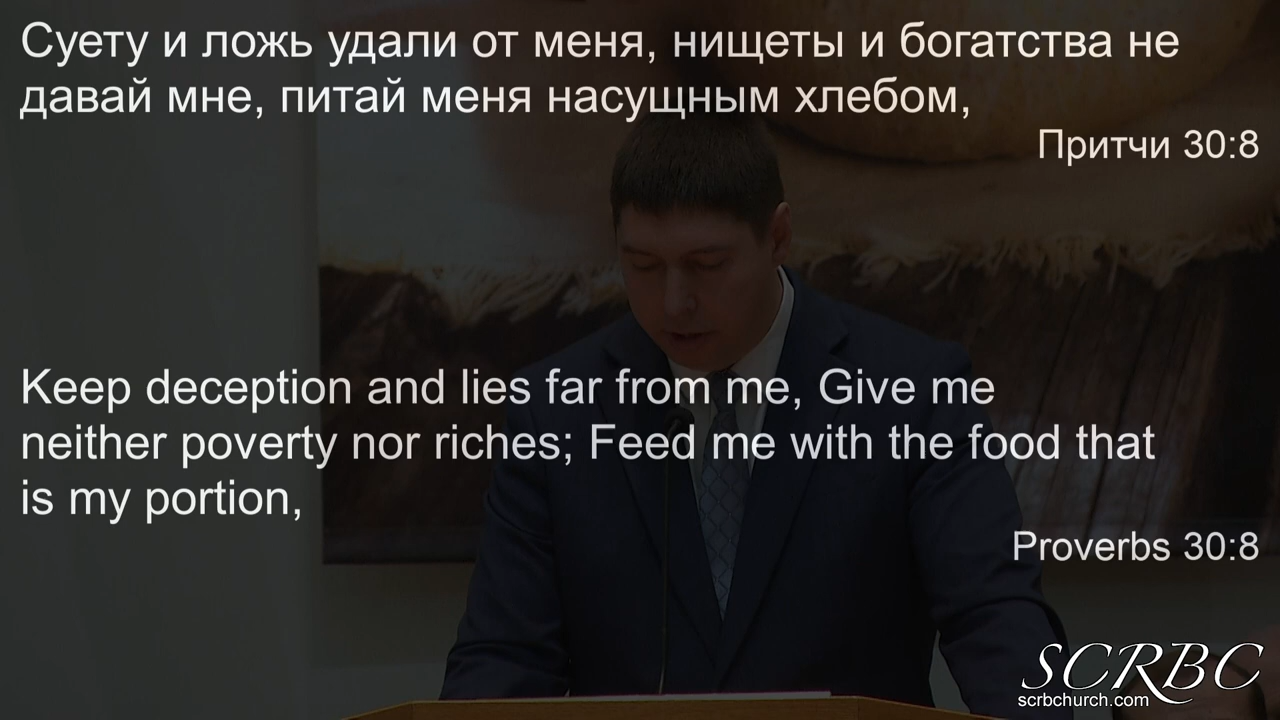 Суету и ложь удали от меня, нищеты и богатства не
давай мне, питай меня насущным хлебом,
Притчи 30:8
Keep deception and lies far from me, Give me
neither poverty nor riches; Feed me with the food that
is my portion,
Proverbs 30:8
SCRBC
scrbchurch.com